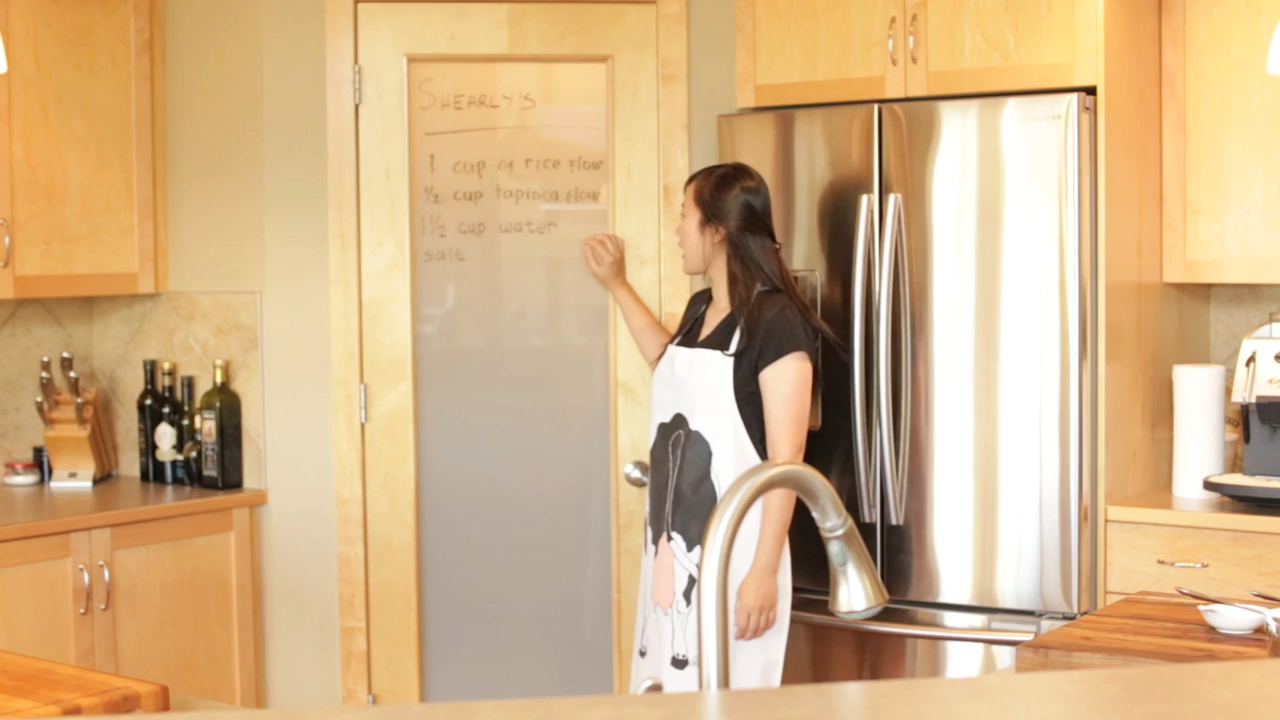 SHEARLY'S
1 cup of rice flour
½ cup tapioca flour
1½ cup water
salt